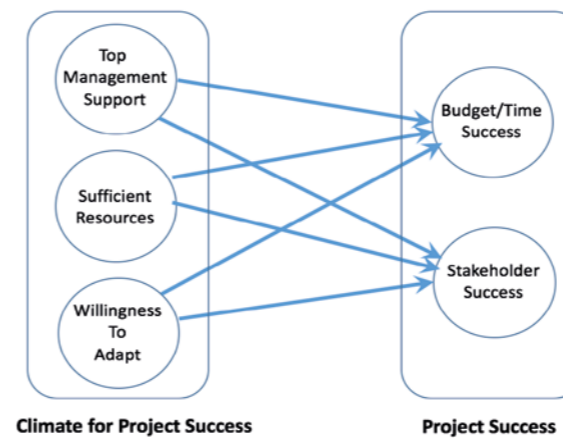 Top
Management
Support
Sufficient
Resources
Willingness
To
Adapt
Budget/Time
Success
Stakeholder
Success
Climate for Project Success
Project Success